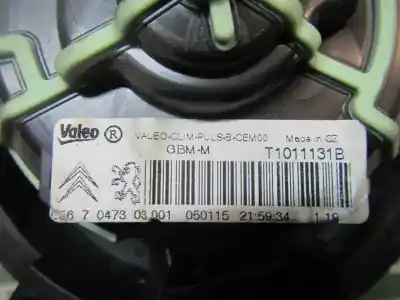 Valeo ® VALEO-CLIM-PULS-B-CEM00 Made in CZ
GBM-M T1011131B
6 7 0473 03 001 050115 21:59:34 1.19